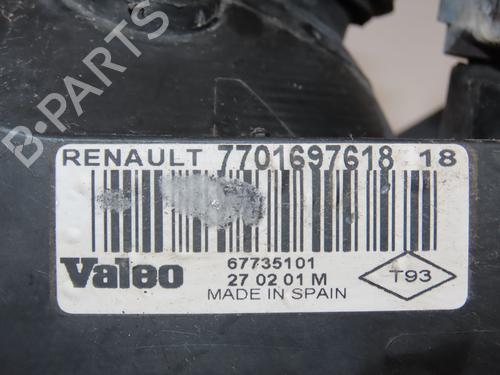 B-PARTS
RENAULT 7701697618 18
Valeo
67735101
27 02 01 M
MADE IN SPAIN
T93